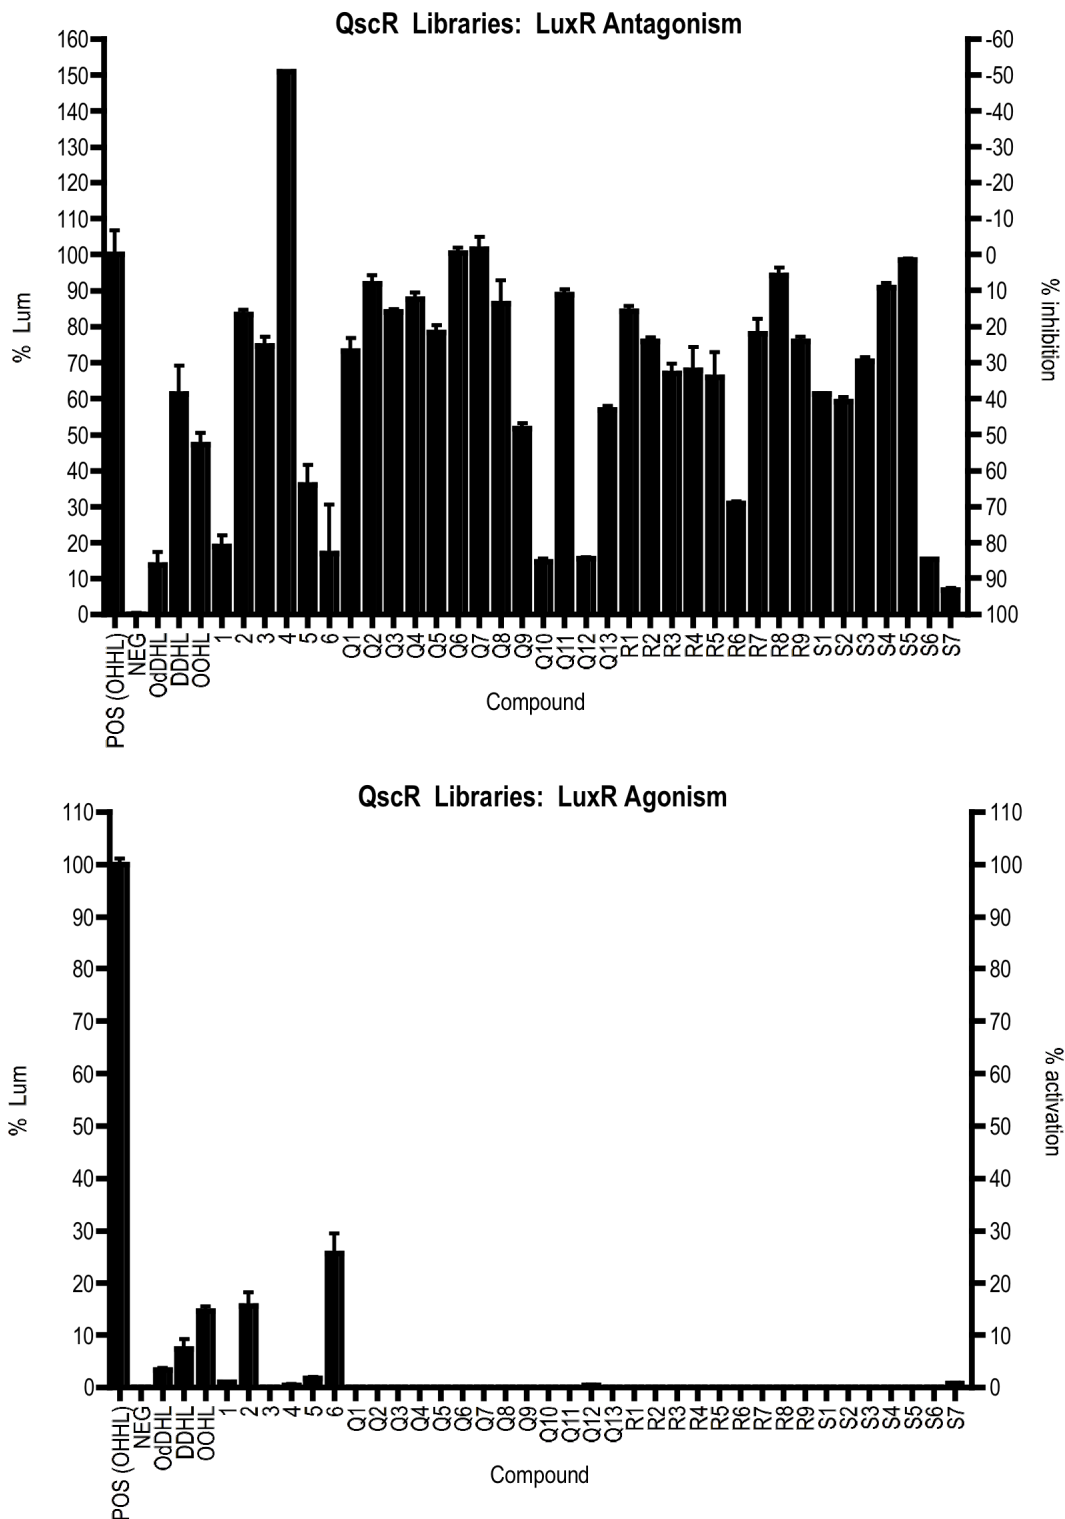 QscR Libraries: LuxR Antagonism
160
150
140
130
120
110
100
90
80
70
60
50
40
30
20
10
0
% Lum
-60
-50
-40
-30
-20
-10
0
10
20
30
40
50
60
70
80
90
100
% inhibition
POS (OHHL)
NEG
OdDHL
DDHL
OOHL
1
2
3
4
5
6
Q1
Q2
Q3
Q4
Q5
Q6
Q7
Q8
Q9
Q10
Q11
Q12
Q13
R1
R2
R3
R4
R5
R6
R7
R8
R9
S1
S2
S3
S4
S5
S6
S7
Compound
QscR Libraries: LuxR Agonism
110
100
90
80
70
60
50
40
30
20
10
0
% Lum
110
100
90
80
70
60
50
40
30
20
10
0
% activation
POS (OHHL)
NEG
OdDHL
DDHL
OOHL
1
2
3
4
5
6
Q1
Q2
Q3
Q4
Q5
Q6
Q7
Q8
Q9
Q10
Q11
Q12
Q13
R1
R2
R3
R4
R5
R6
R7
R8
R9
S1
S2
S3
S4
S5
S6
S7
Compound